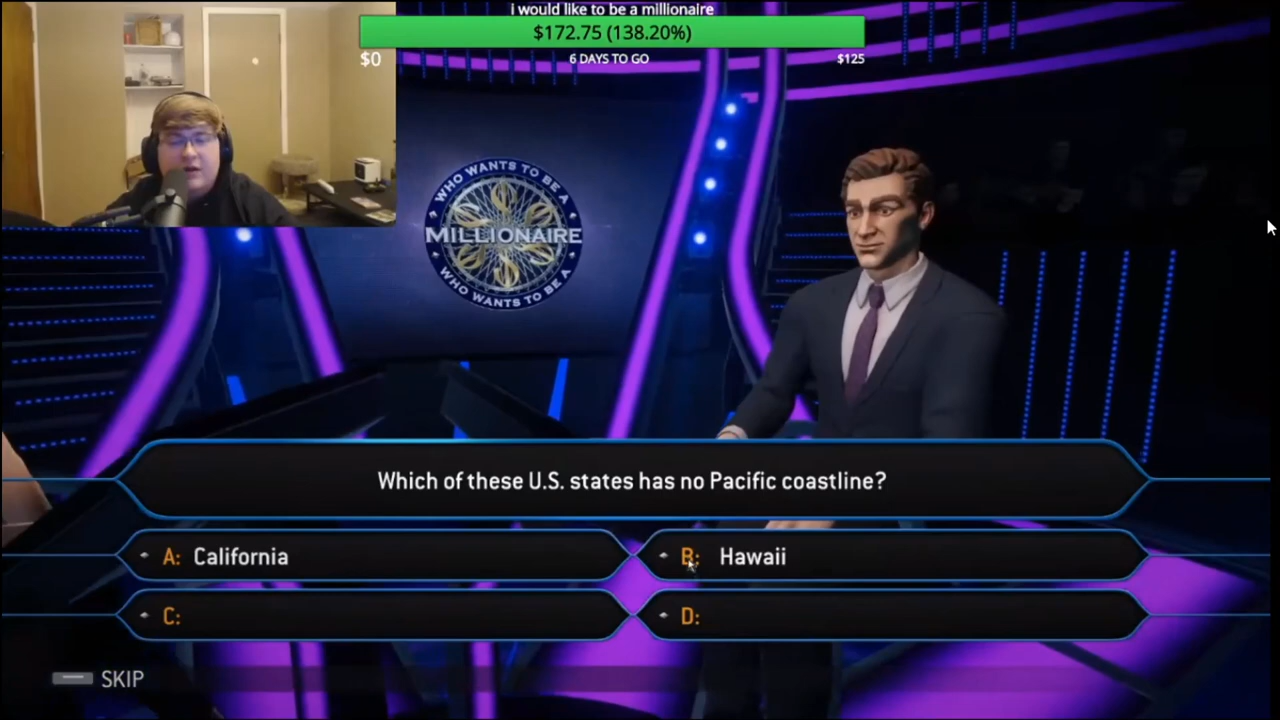 i would like to be a millionaire
$172.75 (138.20%)
$0
6 DAYS TO GO
$125
WHO WANTS TO BE A
MILLIONAIRE
WHO WANTS TO BE A
Which of these U.S. states has no Pacific coastline?
A: California
B: Hawaii
C:
D:
SKIP